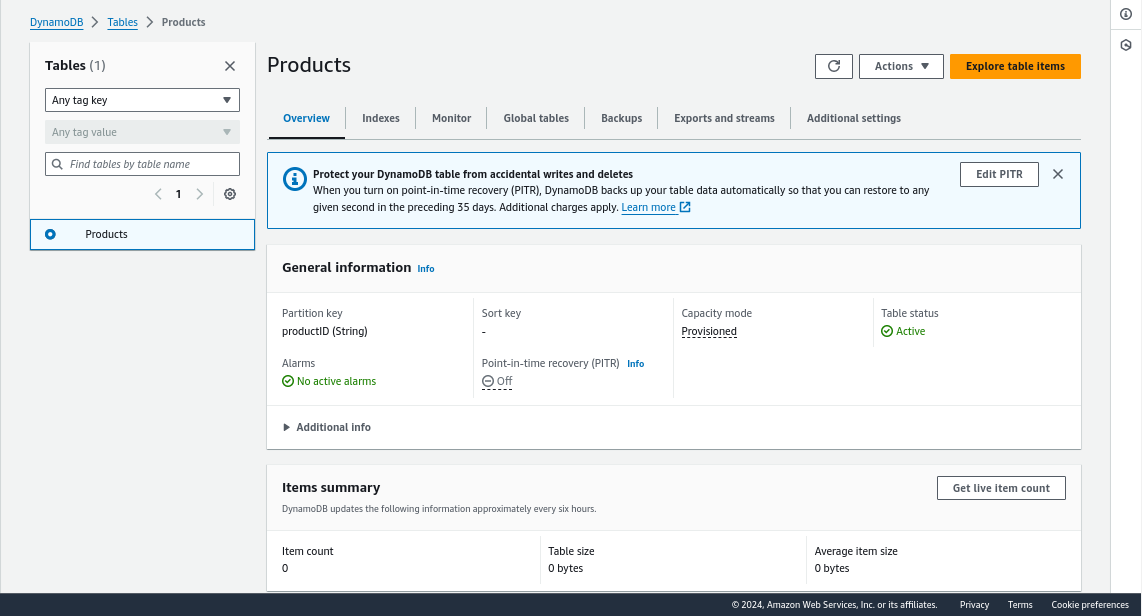 DynamoDB > Tables > Products
Tables (1)
Any tag key
Any tag value
Find tables by table name
1
Products
Products
Actions
Explore table items
Overview
Indexes
Monitor
Global tables
Backups
Exports and streams
Additional settings
Protect your DynamoDB table from accidental writes and deletes
When you turn on point-in-time recovery (PITR), DynamoDB backs up your table data automatically so that you can restore to any
given second in the preceding 35 days. Additional charges apply. Learn more
Edit PITR
General information Info
Partition key
productID (String)
Sort key
-
Capacity mode
Provisioned
Table status
Active
Alarms
No active alarms
Point-in-time recovery (PITR) Info
Off
Additional info
Items summary
DynamoDB updates the following information approximately every six hours.
Get live item count
Item count
0
Table size
0 bytes
Average item size
0 bytes
© 2024, Amazon Web Services, Inc. or its affiliates. Privacy Terms Cookie preferences